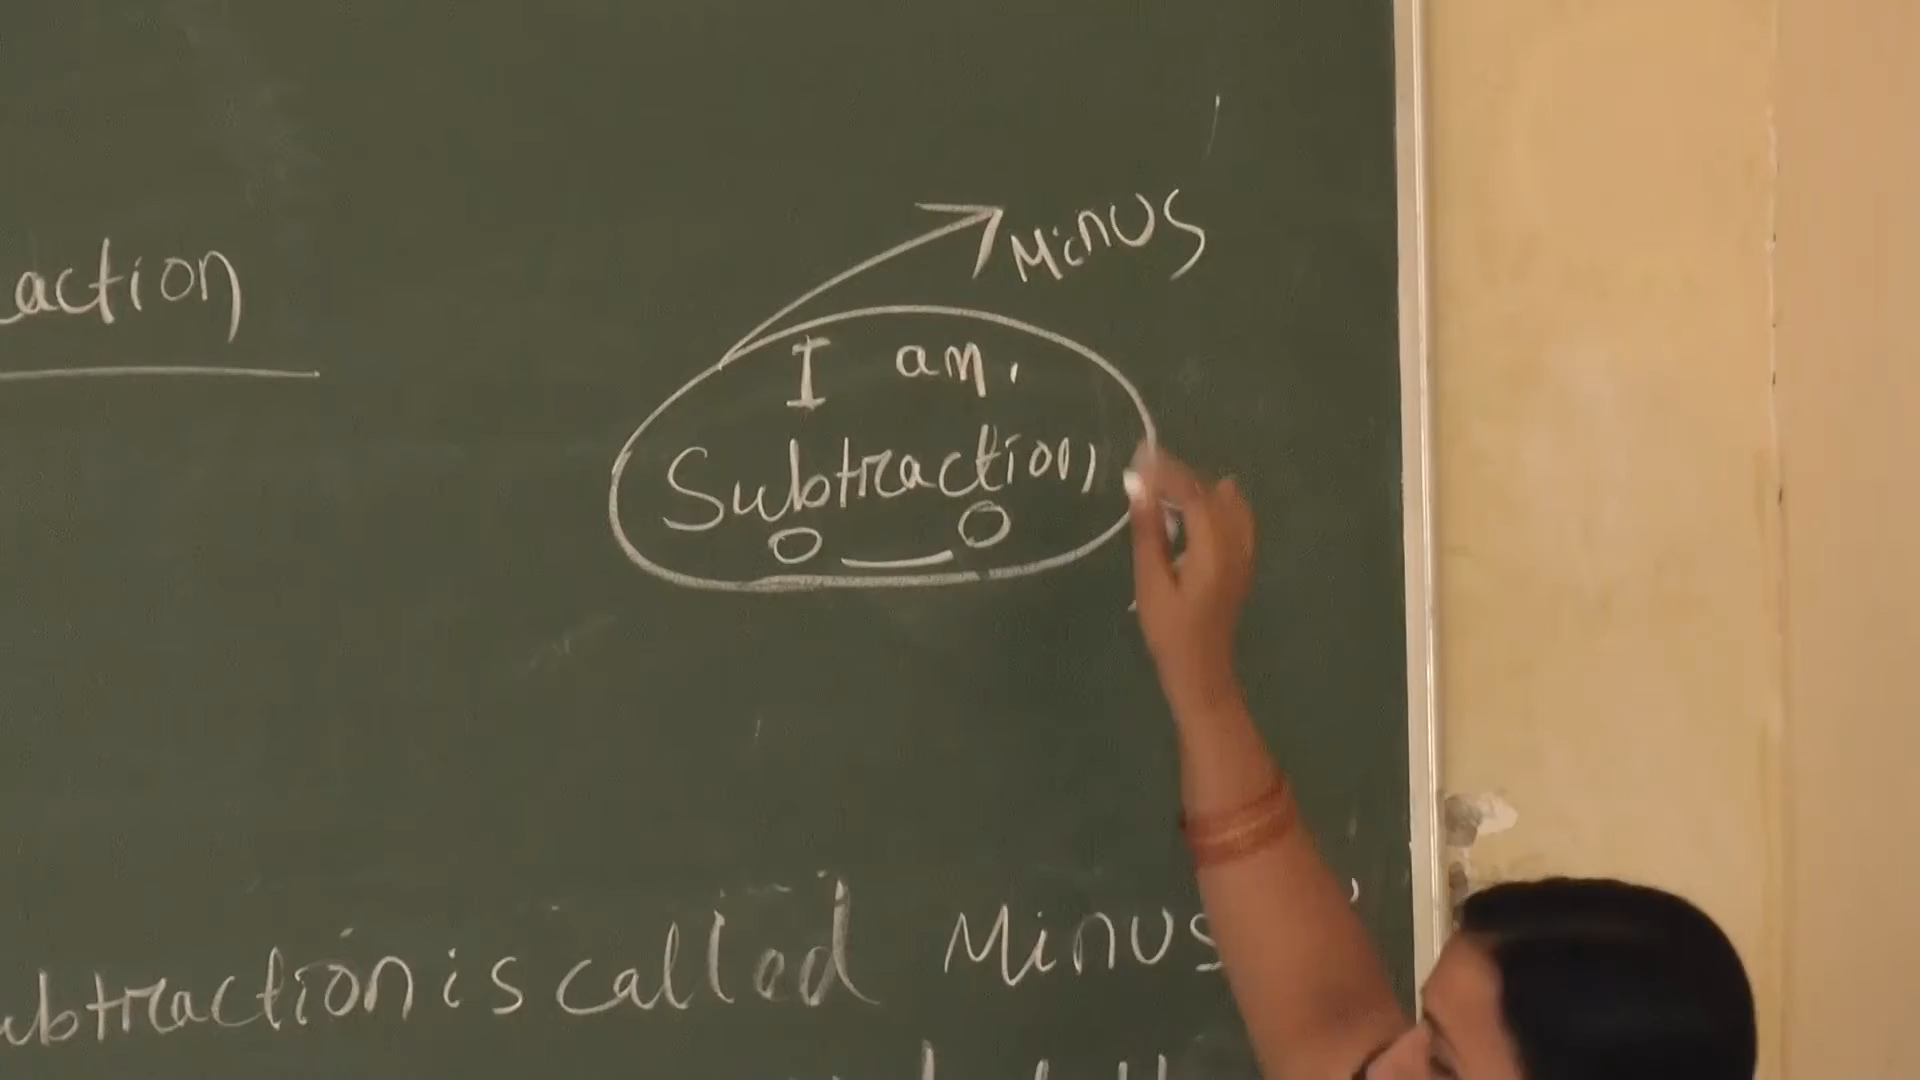 Minus
action
I am
Subtraction
ubtraction is called Minus